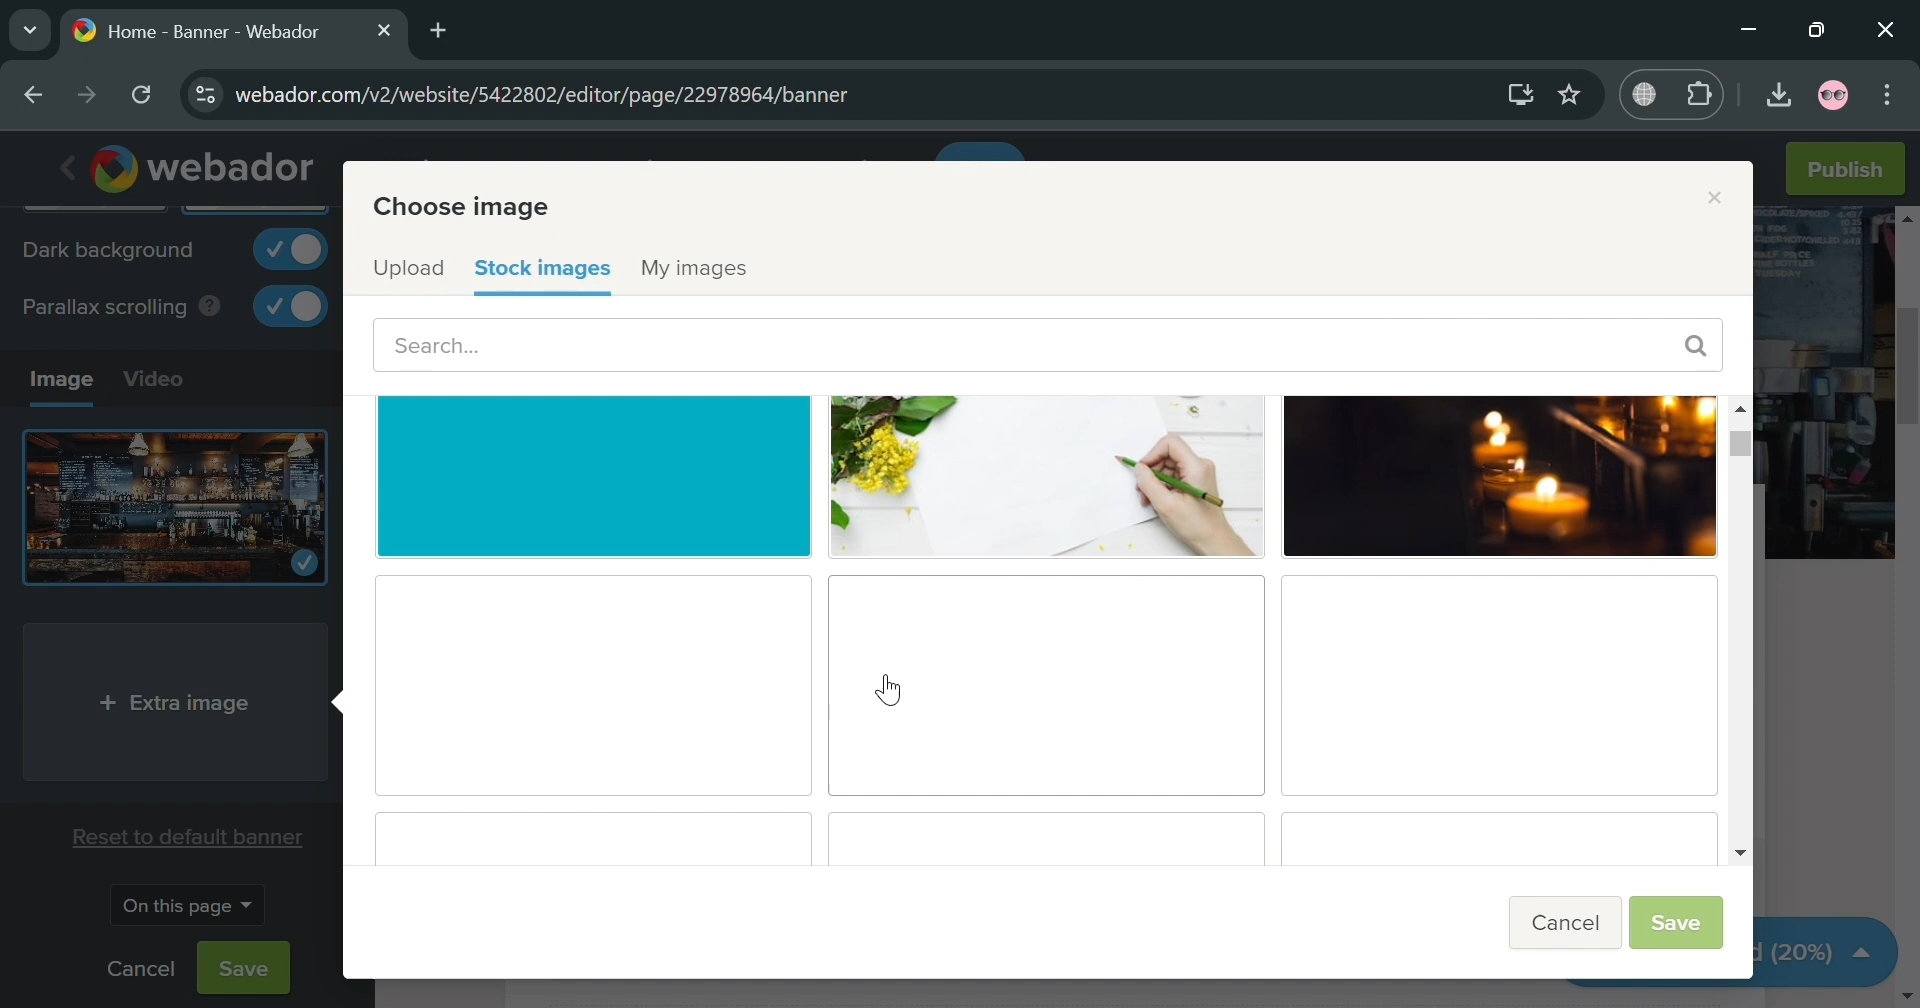 Home - Banner - Webador
webador.com/v2/website/5422802/editor/page/22978964/banner
webador
Publish
Choose image
Upload
Stock images
My images
Search...
Dark background
Parallax scrolling
?
Image
Video
+ Extra image
Reset to default banner
On this page
Cancel
Save
Cancel
Save
d (20%)